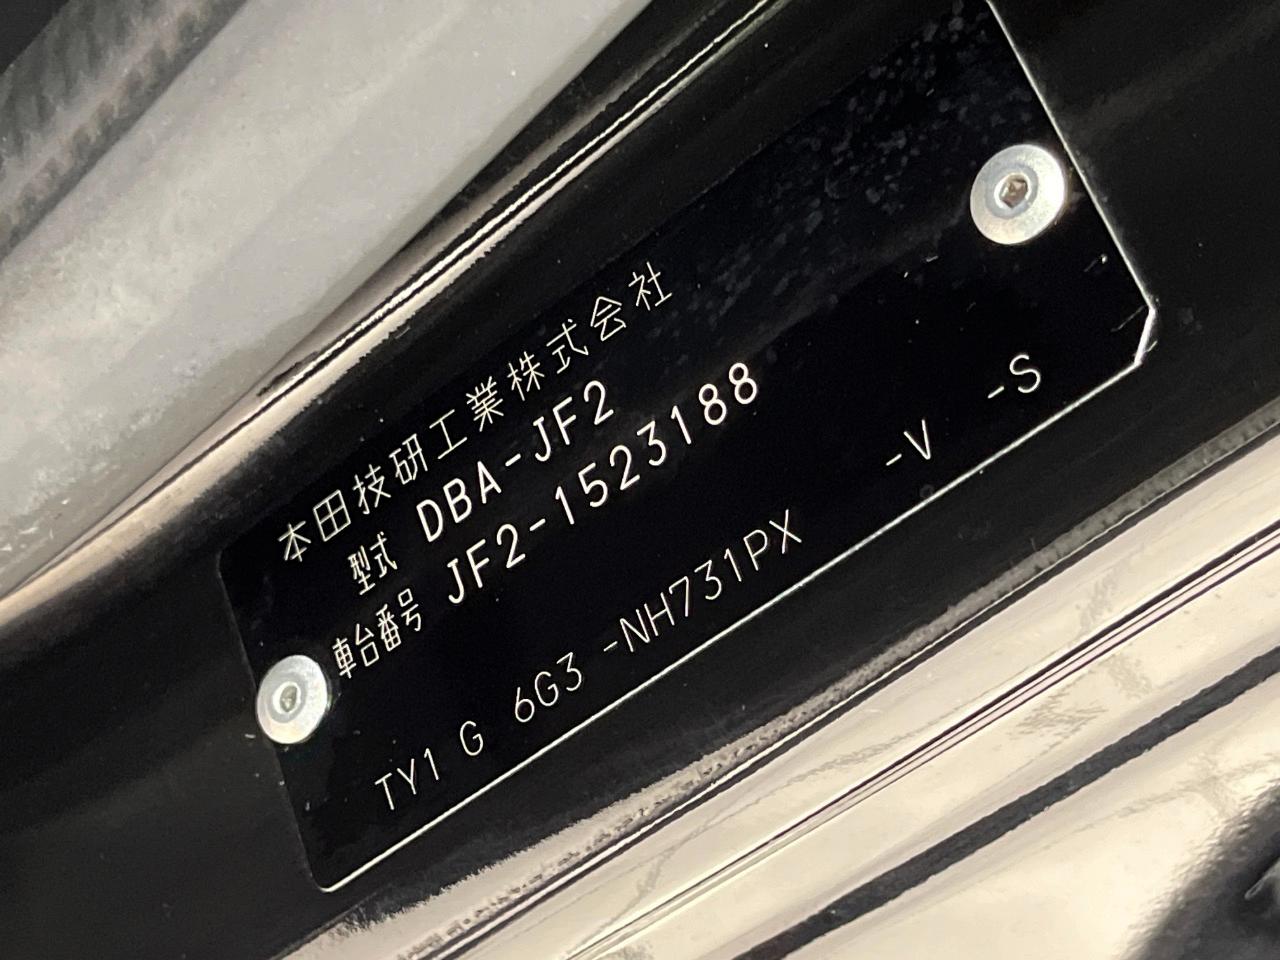 本田技研工業株式会社
型式 DBA-JF2
車台番号 JF2-1523188
TY1 G 6G3 -NH731PX -V -S